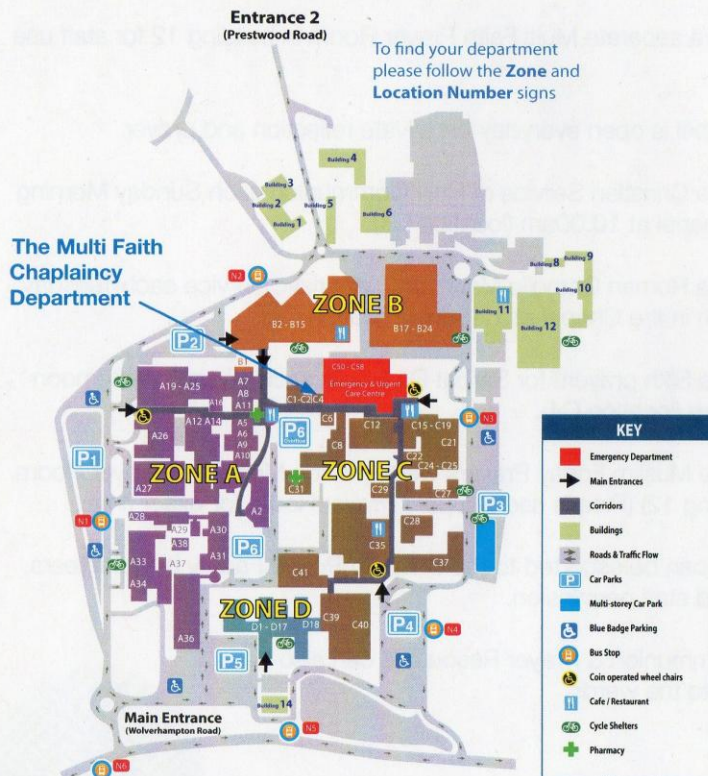 Entrance 2
(Prestwood Road)
To find your department
please follow the Zone and
Location Number signs
Building 4
Building 3
Building 2
Building 5
Building 1
Building 6
The Multi Faith
Chaplaincy
Department
N2
ZONE B
B2 - B15
B17 - B24
Building 8
Building 9
Building 10
Building 11
Building 12
P2
B1
C50 - C58
Emergency & Urgent
Care Centre
A19 - A25
A7
A8
A11
A16
C1-C2
C4
A12
A14
A5
A6
A9
A10
P6
Overflow
C6
C8
C12
C15 - C19
C21
N3
A26
P1
ZONE A
ZONE C
C22
C24 - C25
A27
C31
C29
C27
P3
N1
A28
A2
A29
A30
A38
A33
A37
A31
A34
P6
C28
C35
C37
C41
A36
ZONE D
D1 - D17
D18
C39
C40
P5
P4
N4
Building 14
Main Entrance
(Wolverhampton Road)
N5
N6
KEY
Emergency Department
Main Entrances
Corridors
Buildings
Roads & Traffic Flow
P
Car Parks
Multi-storey Car Park
Blue Badge Parking
Bus Stop
Coin operated wheel chairs
Cafe / Restaurant
Cycle Shelters
Pharmacy